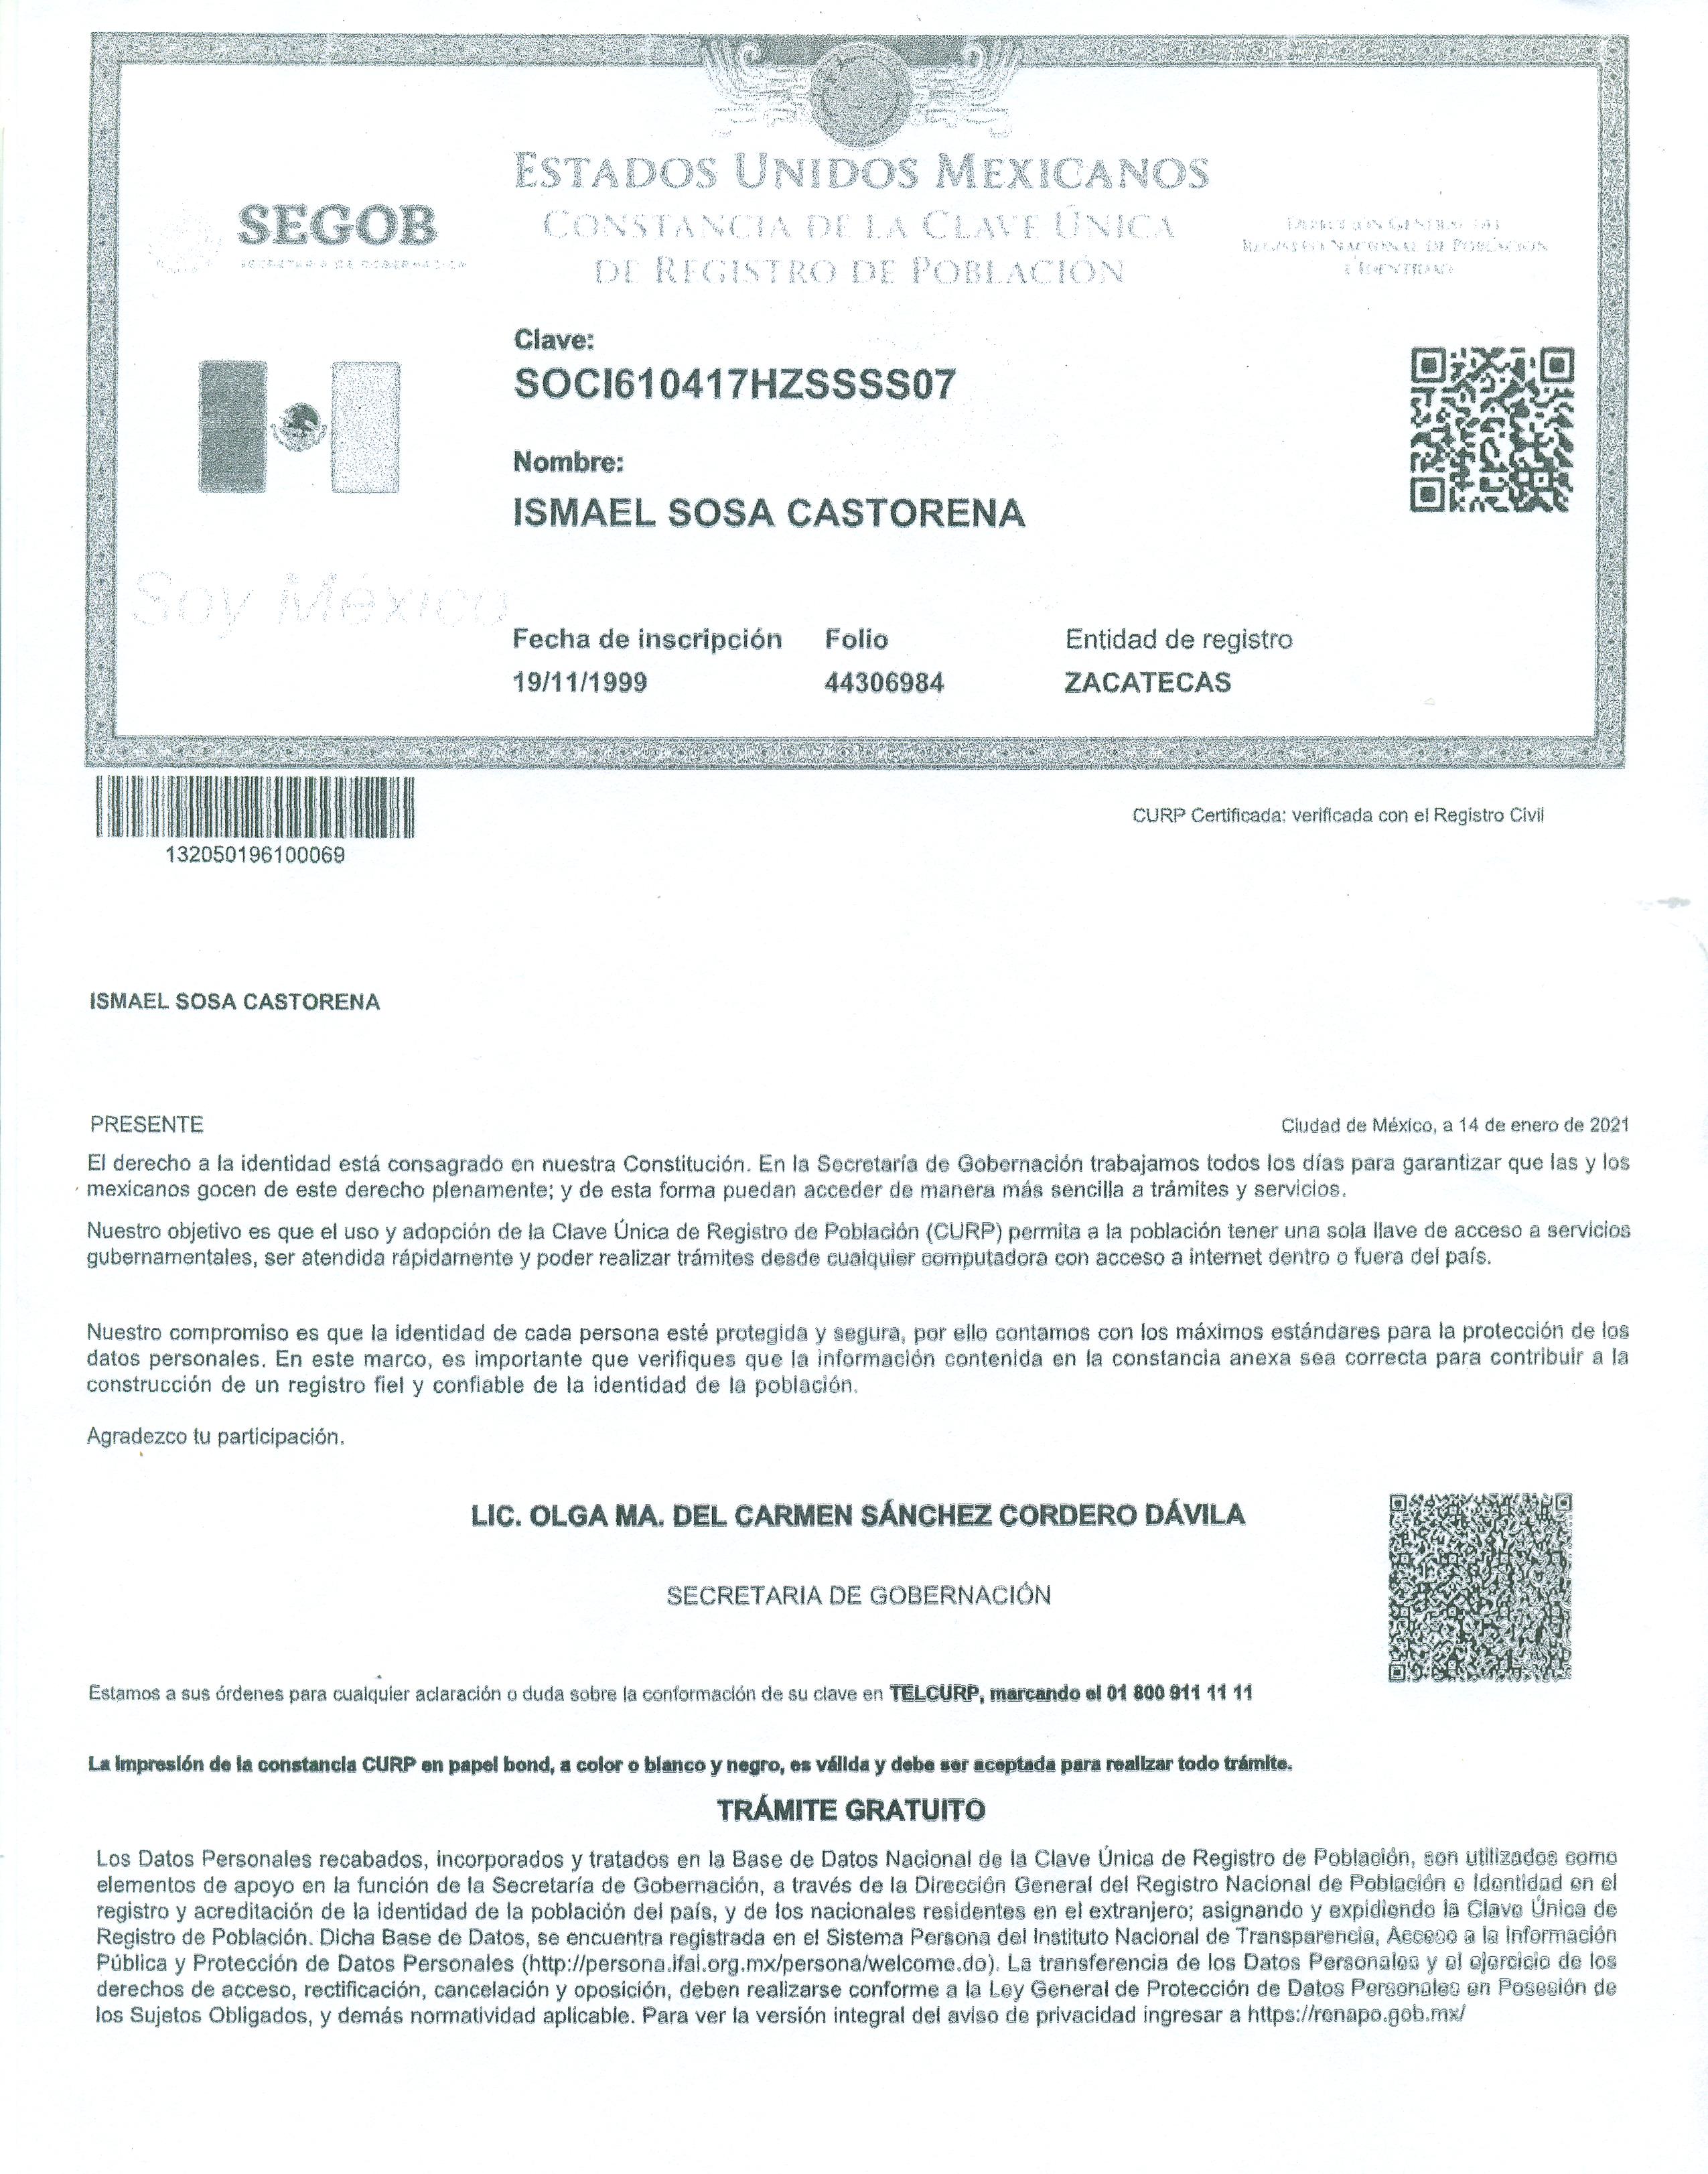 ESTADOS UNIDOS MEXICANOS
CONSTANCIA DE LA CLAVE ÚNICA
DE REGISTRO DE POBLACIÓN
SEGOB
SECRETARÍA DE GOBERNACIÓN
DIRECCIÓN GENERAL DEL
REGISTRO NACIONAL DE POBLACIÓN
E IDENTIDAD
Clave:
SOCI610417HZSSSS07
Nombre:
ISMAEL SOSA CASTORENA
Soy México
Fecha de inscripción Folio Entidad de registro
19/11/1999 44306984 ZACATECAS
132050196100069
CURP Certificada: verificada con el Registro Civil
ISMAEL SOSA CASTORENA
PRESENTE
Ciudad de México, a 14 de enero de 2021
El derecho a la identidad está consagrado en nuestra Constitución. En la Secretaría de Gobernación trabajamos todos los días para garantizar que las y los
mexicanos gocen de este derecho plenamente; y de esta forma puedan acceder de manera más sencilla a trámites y servicios.
Nuestro objetivo es que el uso y adopción de la Clave Única de Registro de Población (CURP) permita a la población tener una sola llave de acceso a servicios
gubernamentales, ser atendida rápidamente y poder realizar trámites desde cualquier computadora con acceso a internet dentro o fuera del país.
Nuestro compromiso es que la identidad de cada persona esté protegida y segura, por ello contamos con los máximos estándares para la protección de los
datos personales. En este marco, es importante que verifiques que la información contenida en la constancia anexa sea correcta para contribuir a la
construcción de un registro fiel y confiable de la identidad de la población.
Agradezco tu participación.
LIC. OLGA MA. DEL CARMEN SÁNCHEZ CORDERO DÁVILA
SECRETARIA DE GOBERNACIÓN
Estamos a sus órdenes para cualquier aclaración o duda sobre la conformación de su clave en TELCURP, marcando el 01 800 911 11 11
La impresión de la constancia CURP en papel bond, a color o blanco y negro, es válida y debe ser aceptada para realizar todo trámite.
TRÁMITE GRATUITO
Los Datos Personales recabados, incorporados y tratados en la Base de Datos Nacional de la Clave Única de Registro de Población, son utilizados como
elementos de apoyo en la función de la Secretaría de Gobernación, a través de la Dirección General del Registro Nacional de Población e Identidad en el
registro y acreditación de la identidad de la población del país, y de los nacionales residentes en el extranjero; asignando y expidiendo la Clave Única de
Registro de Población. Dicha Base de Datos, se encuentra registrada en el Sistema Persona del Instituto Nacional de Transparencia, Acceso a la Información
Pública y Protección de Datos Personales (http://persona.ifai.org.mx/persona/welcome.do). La transferencia de los Datos Personales y el ejercicio de los
derechos de acceso, rectificación, cancelación y oposición, deben realizarse conforme a la Ley General de Protección de Datos Personales en Posesión de
los Sujetos Obligados, y demás normatividad aplicable. Para ver la versión integral del aviso de privacidad ingresar a https://renapo.gob.mx/